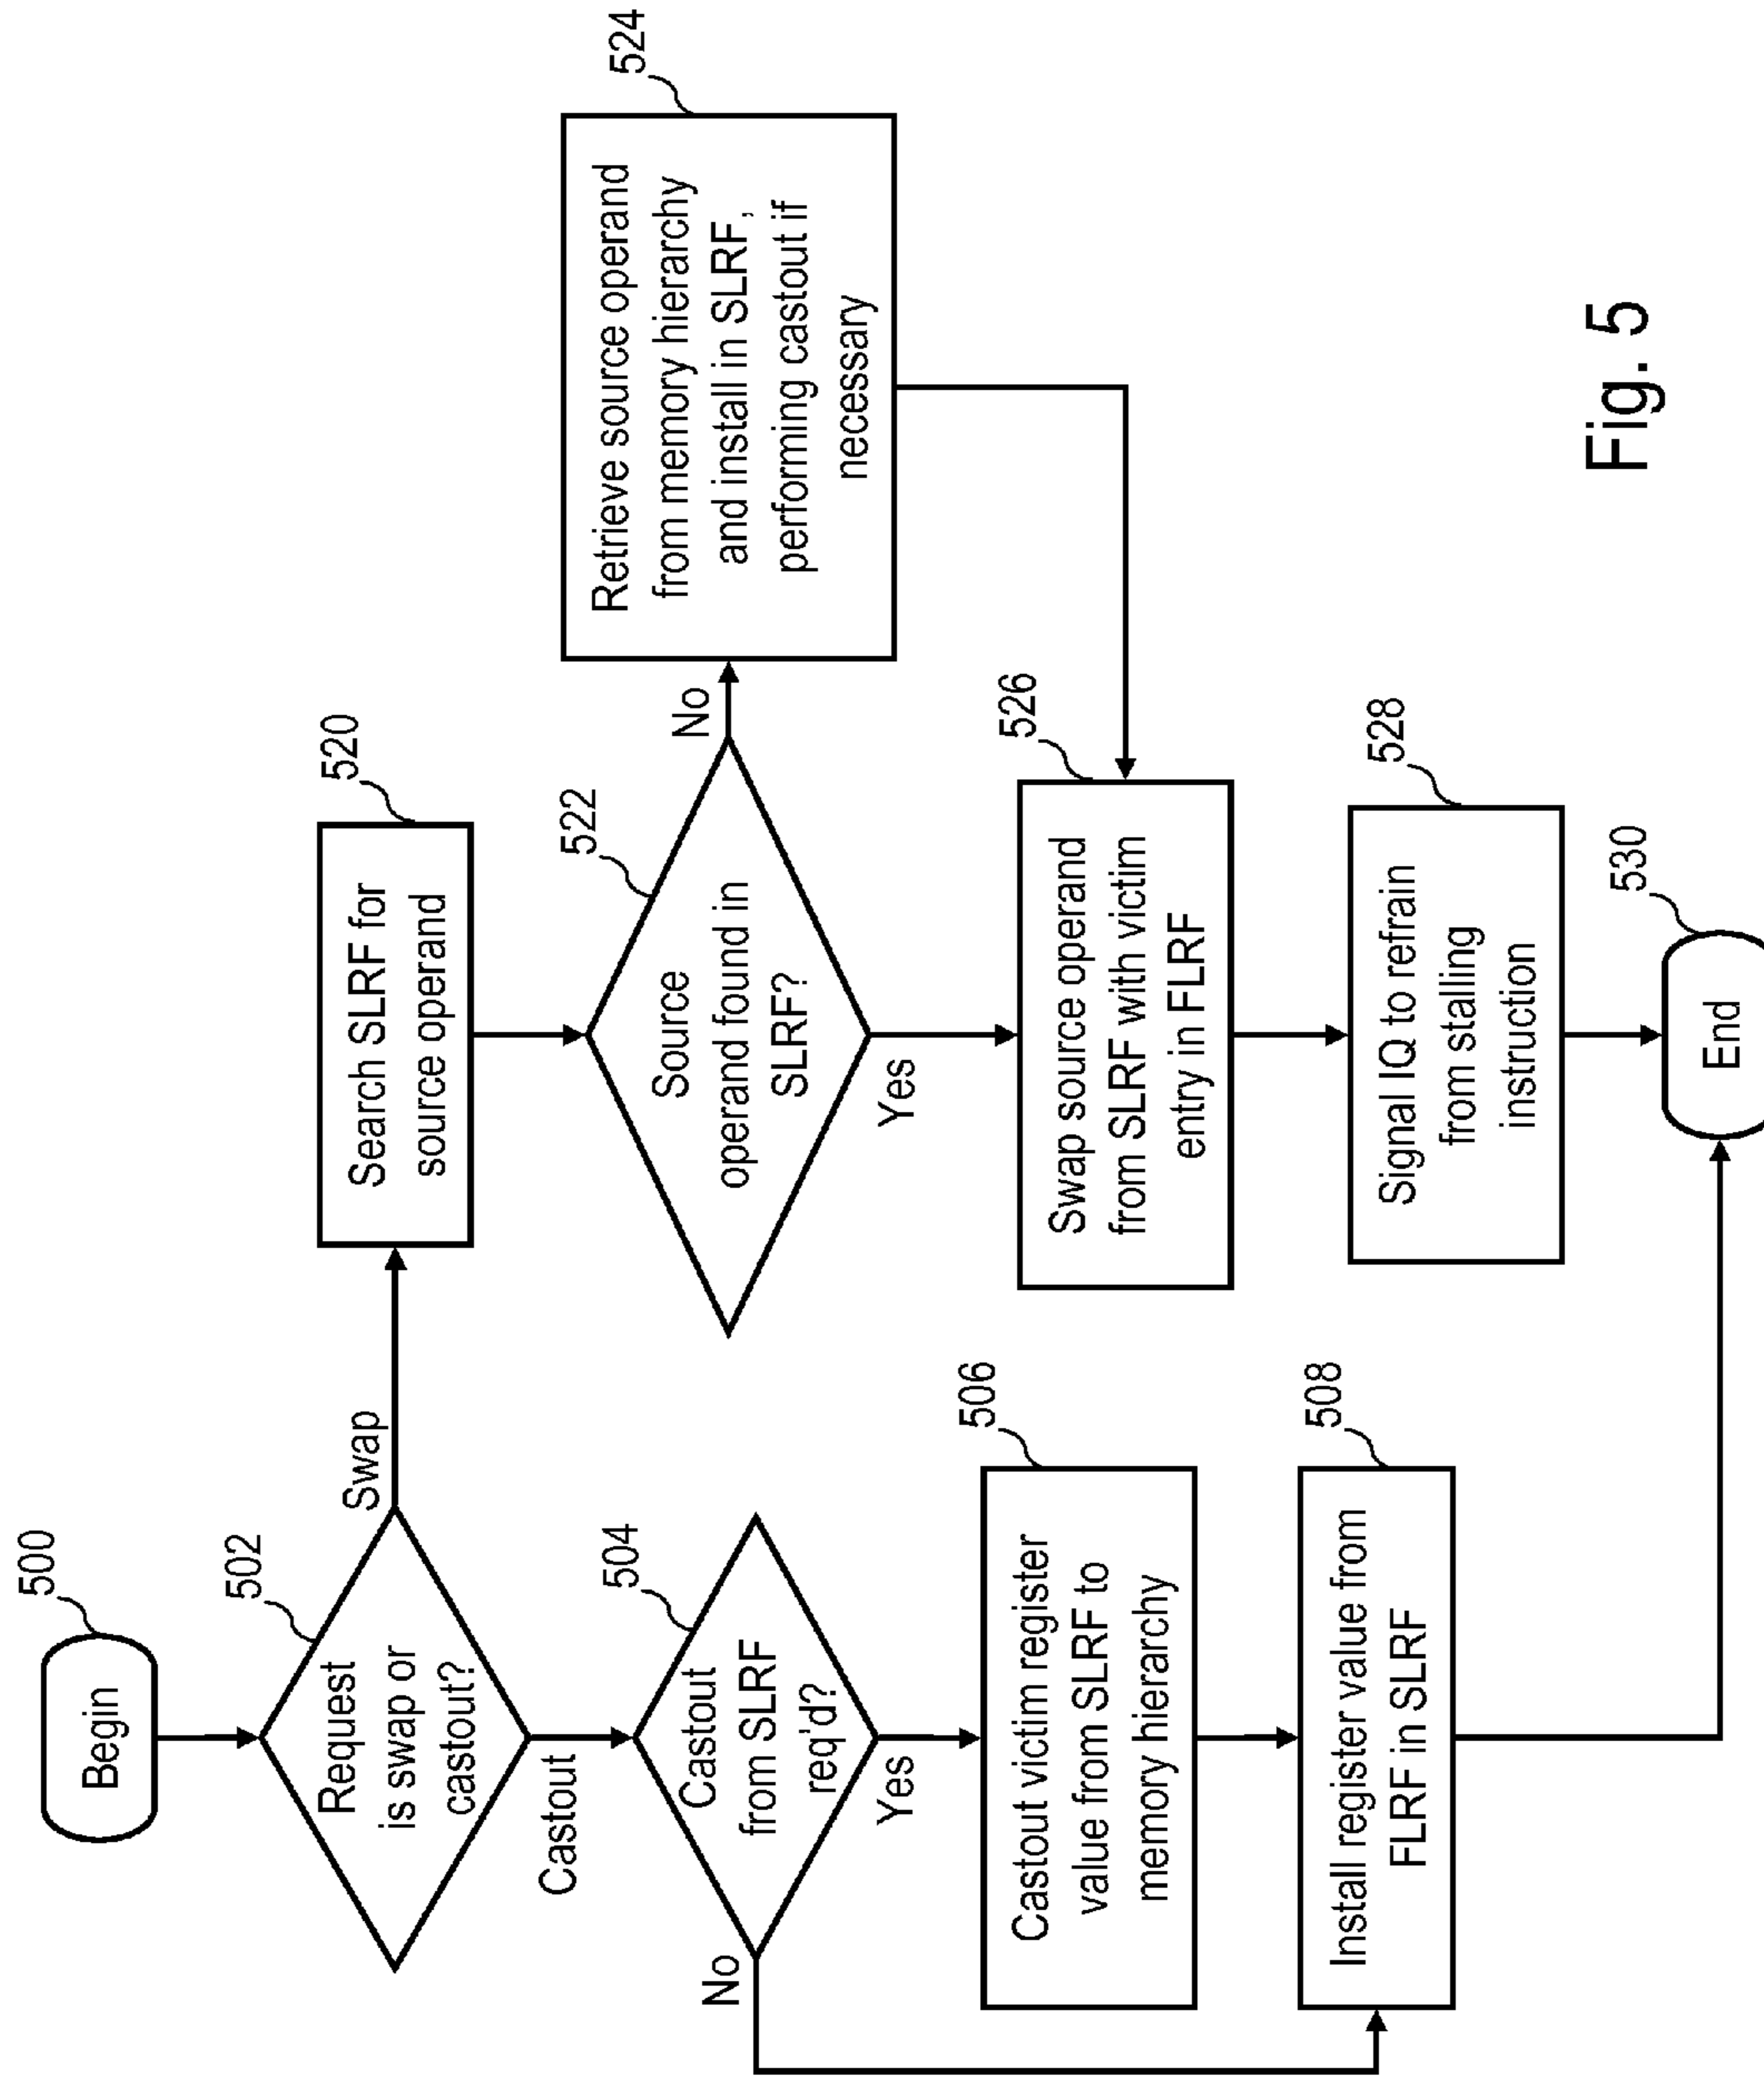 500
Begin
502
Request
is swap or
castout?
Swap
Castout
504
Castout
from SLRF
req'd?
No
Yes
506
Castout victim register
value from SLRF to
memory hierarchy
508
Install register value from
FLRF in SLRF
520
Search SLRF for
source operand
522
Source
operand found in
SLRF?
No
Yes
524
Retrieve source operand
from memory hierarchy
and install in SLRF,
performing castout if
necessary
526
Swap source operand
from SLRF with victim
entry in FLRF
528
Signal IQ to refrain
from stalling
instruction
530
End
Fig. 5